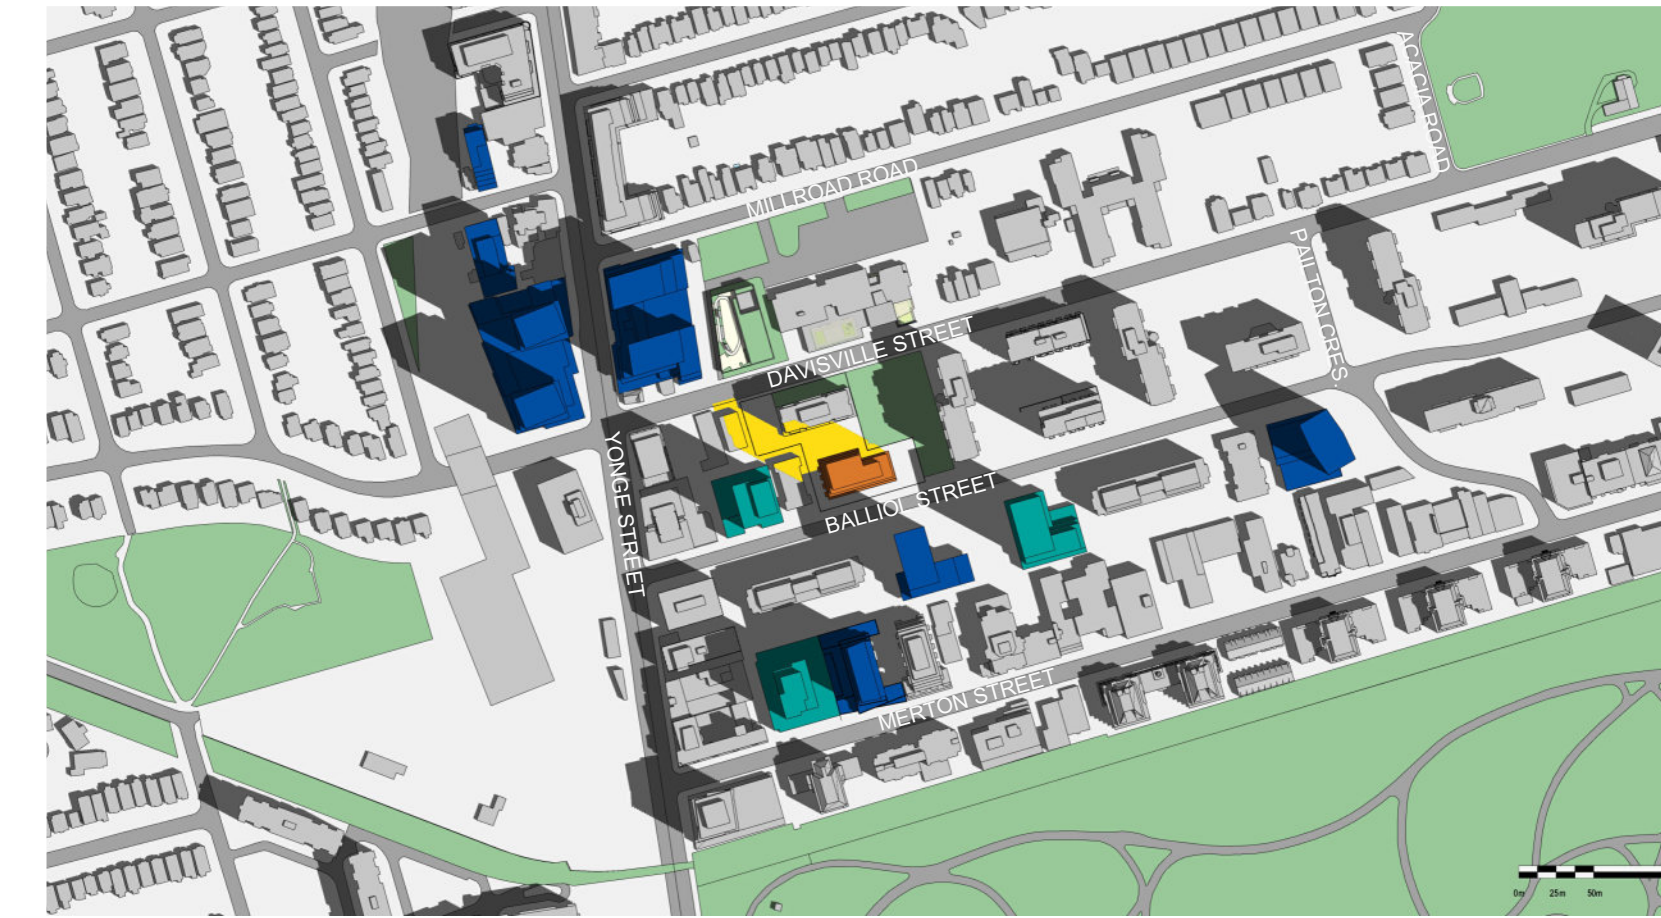 ACACIA ROAD
MILLROAD ROAD
PAILTON CRES.
DAVISVILLE STREET
YONGE STREET
BALLIOL STREET
MERTON STREET
0m 25m 50m